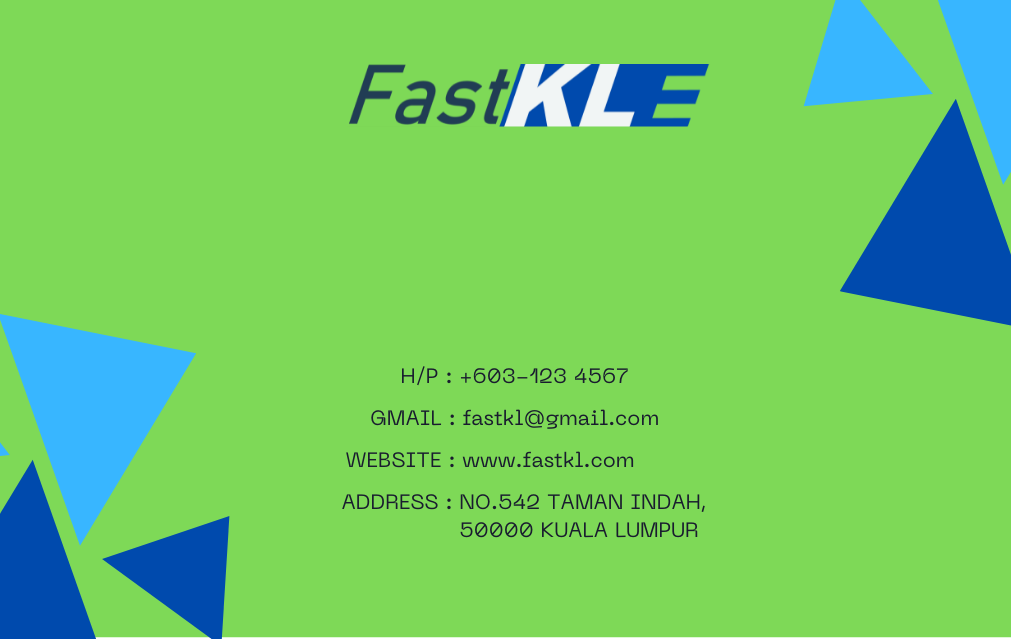 FastKLE
H/P : +603-123 4567
GMAIL : fastkl@gmail.com
WEBSITE : www.fastkl.com
ADDRESS : NO.542 TAMAN INDAH,
50000 KUALA LUMPUR